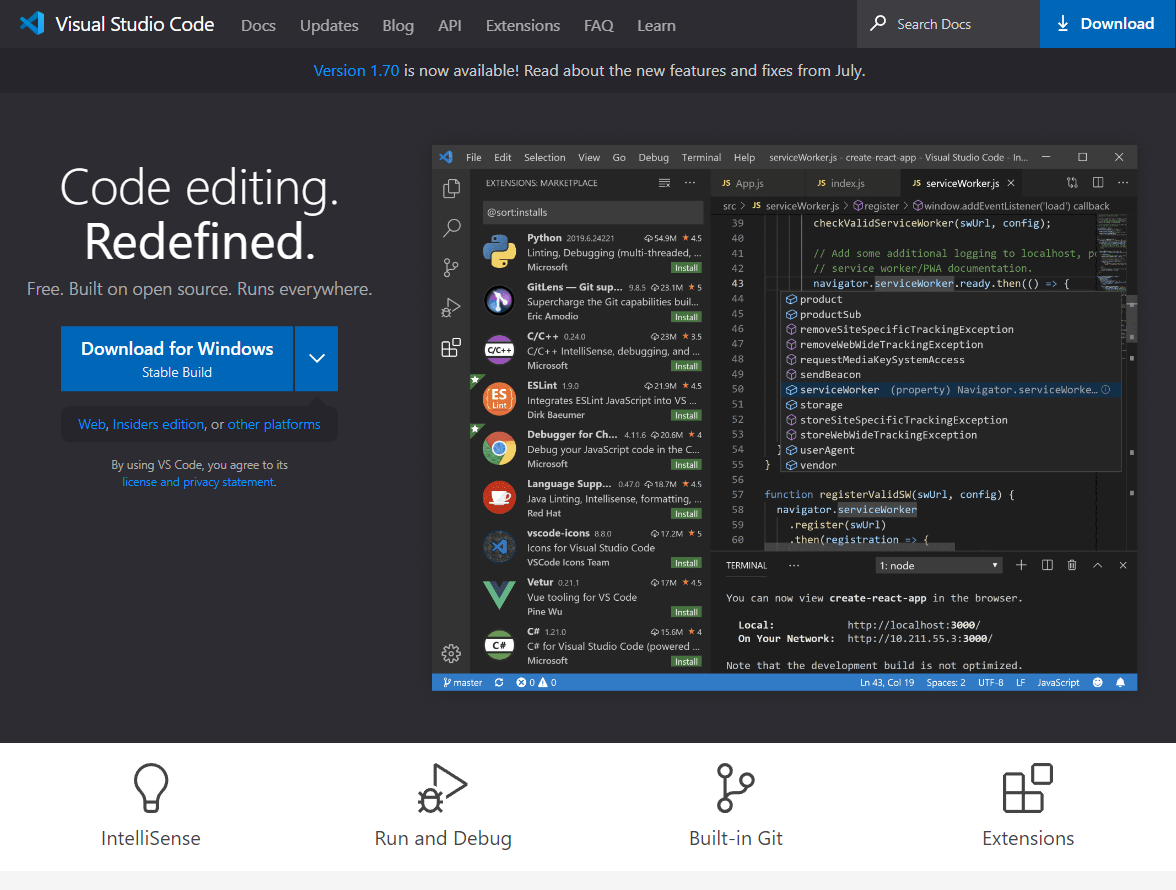 Visual Studio Code Docs Updates Blog API Extensions FAQ Learn Search Docs Download
Version 1.70 is now available! Read about the new features and fixes from July.
Code editing.
Redefined.
Free. Built on open source. Runs everywhere.
Download for Windows
Stable Build
Web, Insiders edition, or other platforms
By using VS Code, you agree to its
license and privacy statement.
File Edit Selection View Go Debug Terminal Help serviceWorker.js - create-react-app - Visual Studio Code - In...
EXTENSIONS: MARKETPLACE
@sort:installs
Python 2019.6.24221 54.9M ★ 4.5
Linting, Debugging (multi-threaded, ...
Microsoft Install
GitLens — Git sup... 9.8.5 23.1M ★ 5
Supercharge the Git capabilities buil...
Eric Amodio Install
C/C++
C/C++ 0.24.0 23M ★ 3.5
C/C++ IntelliSense, debugging, and ...
Microsoft Install
ES
Lint
ESLint 1.9.0 21.9M ★ 4.5
Integrates ESLint JavaScript into VS ...
Dirk Baeumer Install
Debugger for Ch... 4.11.6 20.6M ★ 4
Debug your JavaScript code in the C...
Microsoft Install
Language Supp... 0.47.0 18.7M ★ 4.5
Java Linting, Intellisense, formatting, ...
Red Hat Install
vscode-icons 8.8.0 17.2M ★ 5
Icons for Visual Studio Code
VSCode Icons Team Install
Vetur 0.21.1 17M ★ 4.5
Vue tooling for VS Code
Pine Wu Install
C#
C# 1.21.0 15.6M ★ 4
C# for Visual Studio Code (powered ...
Microsoft Install
JS App.js JS index.js JS serviceWorker.js
src > JS serviceWorker.js > register > window.addEventListener('load') callback
39 checkValidServiceWorker(swUrl, config);
40
41 // Add some additional logging to localhost, p
42 // service worker/PWA documentation.
43 navigator.serviceWorker.ready.then(() => {
44 product
45 productSub
46 removeSiteSpecificTrackingException
47 removeWebWideTrackingException
48 requestMediaKeySystemAccess
49 sendBeacon
50 serviceWorker (property) Navigator.serviceWorke...
51 storage
52 storeSiteSpecificTrackingException
53 storeWebWideTrackingException
54 } userAgent
55 } vendor
56
57 function registerValidSW(swUrl, config) {
58 navigator.serviceWorker
59 .register(swUrl)
60 .then(registration => {
TERMINAL ... 1: node
You can now view create-react-app in the browser.
Local: http://localhost:3000/
On Your Network: http://10.211.55.3:3000/
Note that the development build is not optimized.
master 0 0 Ln 43, Col 19 Spaces: 2 UTF-8 LF JavaScript
IntelliSense Run and Debug Built-in Git Extensions